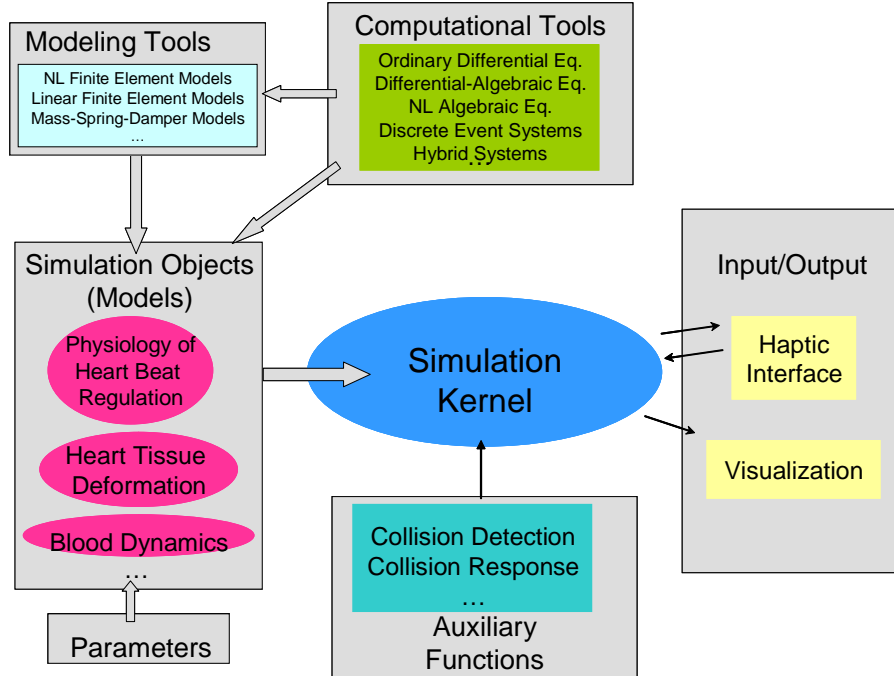 Modeling Tools
NL Finite Element Models
Linear Finite Element Models
Mass-Spring-Damper Models
...
Computational Tools
Ordinary Differential Eq.
Differential-Algebraic Eq.
NL Algebraic Eq.
Discrete Event Systems
Hybrid Systems
...
Simulation Objects
(Models)
Physiology of
Heart Beat
Regulation
Heart Tissue
Deformation
Blood Dynamics
...
Parameters
Simulation
Kernel
Collision Detection
Collision Response
...
Auxiliary
Functions
Input/Output
Haptic
Interface
Visualization